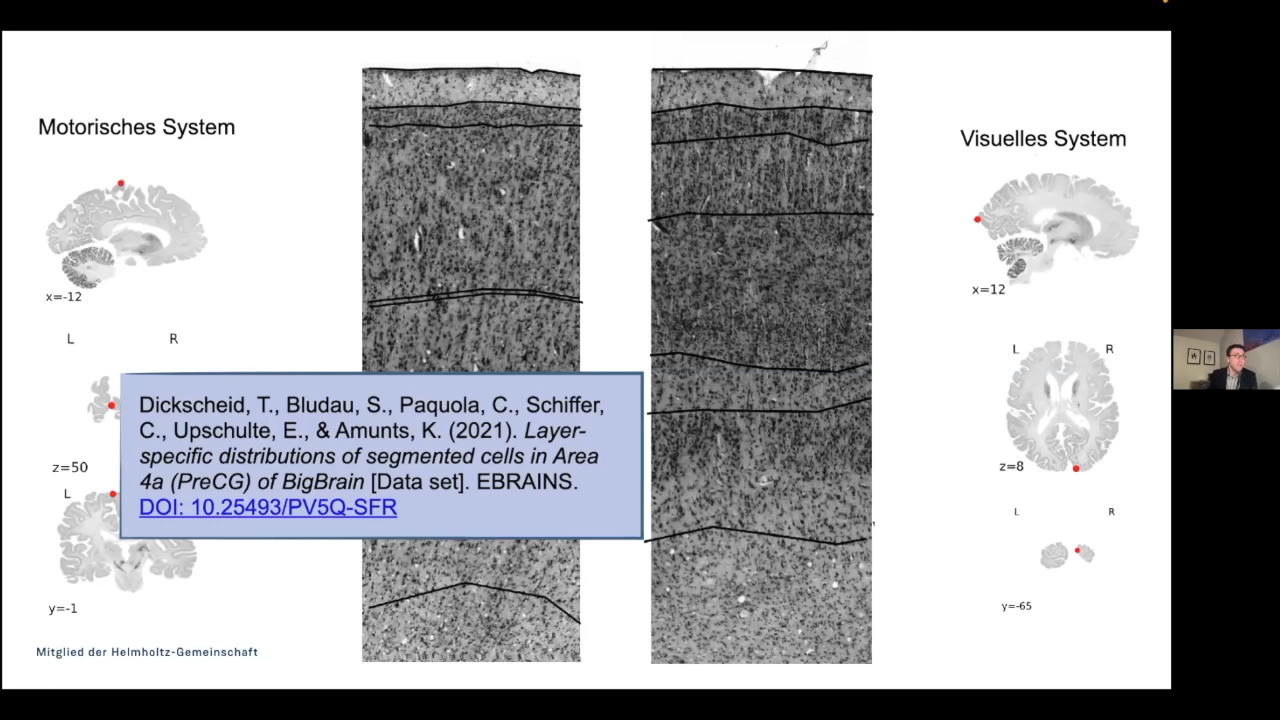 Motorisches System
x=-12
L R
z=50
L
y=-1
Mitglied der Helmholtz-Gemeinschaft
Dickscheid, T., Bludau, S., Paquola, C., Schiffer,
C., Upschulte, E., & Amunts, K. (2021). Layer-
specific distributions of segmented cells in Area
4a (PreCG) of BigBrain [Data set]. EBRAINS.
DOI: 10.25493/PV5Q-SFR
Visuelles System
x=12
L R
z=8
L R
y=-65